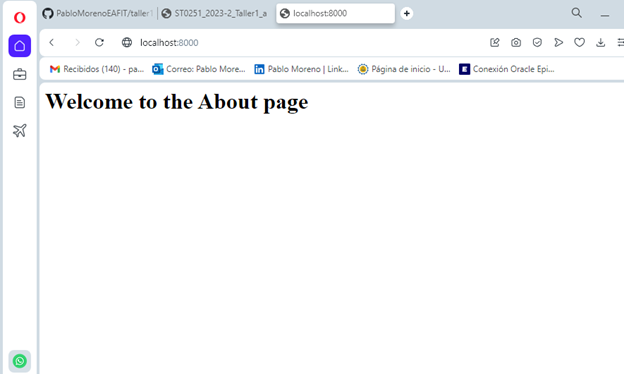 PabloMorenoEAFIT/taller1
ST0251_2023-2_Taller1_a
localhost:8000
localhost:8000
Recibidos (140) - pa...
Correo: Pablo More...
Pablo Moreno | Link...
Página de inicio - U...
Conexión Oracle Epi...
Welcome to the About page